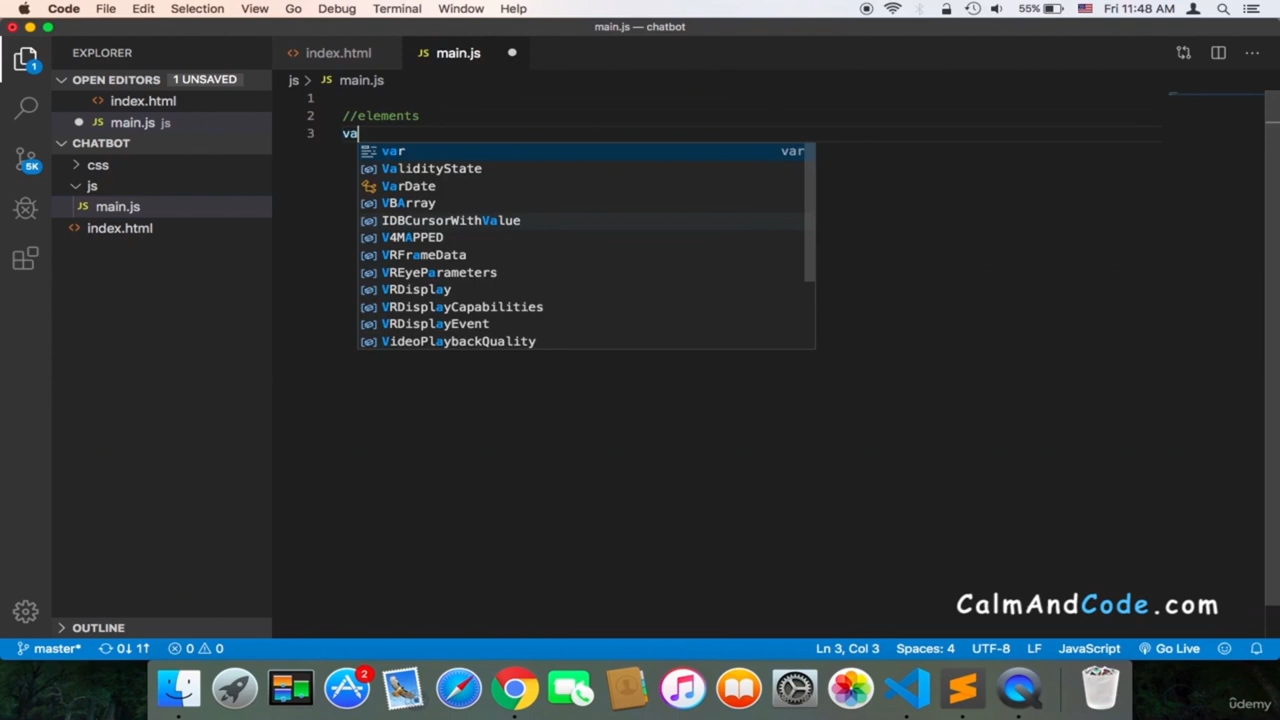 Code File Edit Selection View Go Debug Terminal Window Help 55% Fri 11:48 AM
main.js — chatbot
EXPLORER
index.html
main.js
OPEN EDITORS 1 UNSAVED
js
main.js
index.html
main.js js
CHATBOT
css
js
main.js
index.html
1
2 //elements
3 va
var var
ValidityState
VarDate
VBArray
IDBCursorWithValue
V4MAPPED
VRFrameData
VREyeParameters
VRDisplay
VRDisplayCapabilities
VRDisplayEvent
VideoPlaybackQuality
1
5K
CalmAndCode.com
OUTLINE
master* 0↓ 1↑ 0 0 Ln 3, Col 3 Spaces: 4 UTF-8 LF JavaScript Go Live
2
ûdemy